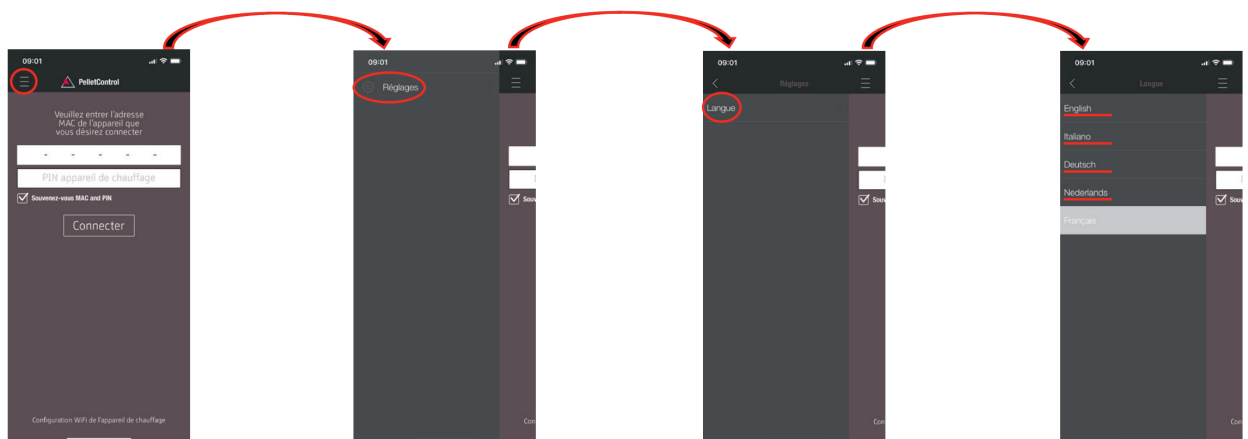 09:01
PelletControl
Veuillez entrer l'adresse
MAC de l'appareil que
vous désirez connecter
- - - - -
PIN appareil de chauffage
Souvenez-vous MAC and PIN
Connecter
Configuration WiFi de l'appareil de chauffage
09:01
Réglages
Con
09:01
Réglages
Langue
Souv
Con
09:01
Langue
English
Italiano
Deutsch
Nederlands
Français
Souv
Con